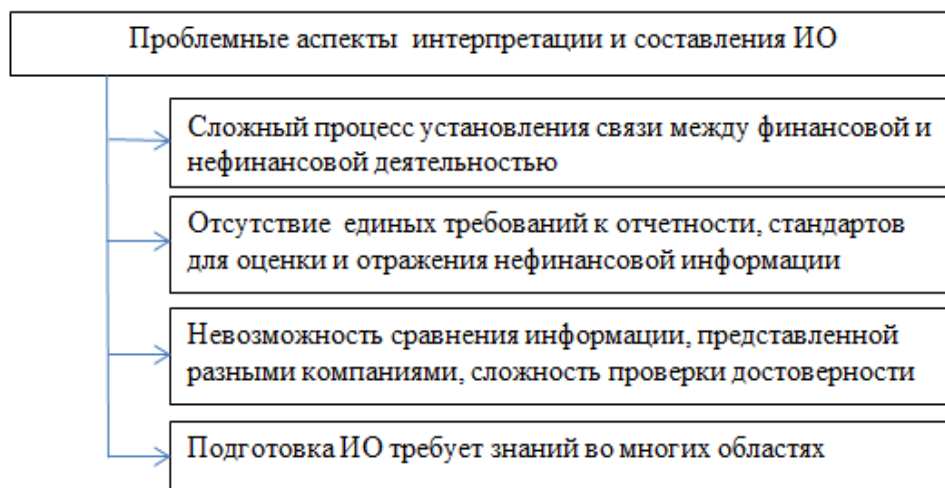 Проблемные аспекты интерпретации и составления ИО
Сложный процесс установления связи между финансовой и
нефинансовой деятельностью
Отсутствие единых требований к отчетности, стандартов
для оценки и отражения нефинансовой информации
Невозможность сравнения информации, представленной
разными компаниями, сложность проверки достоверности
Подготовка ИО требует знаний во многих областях